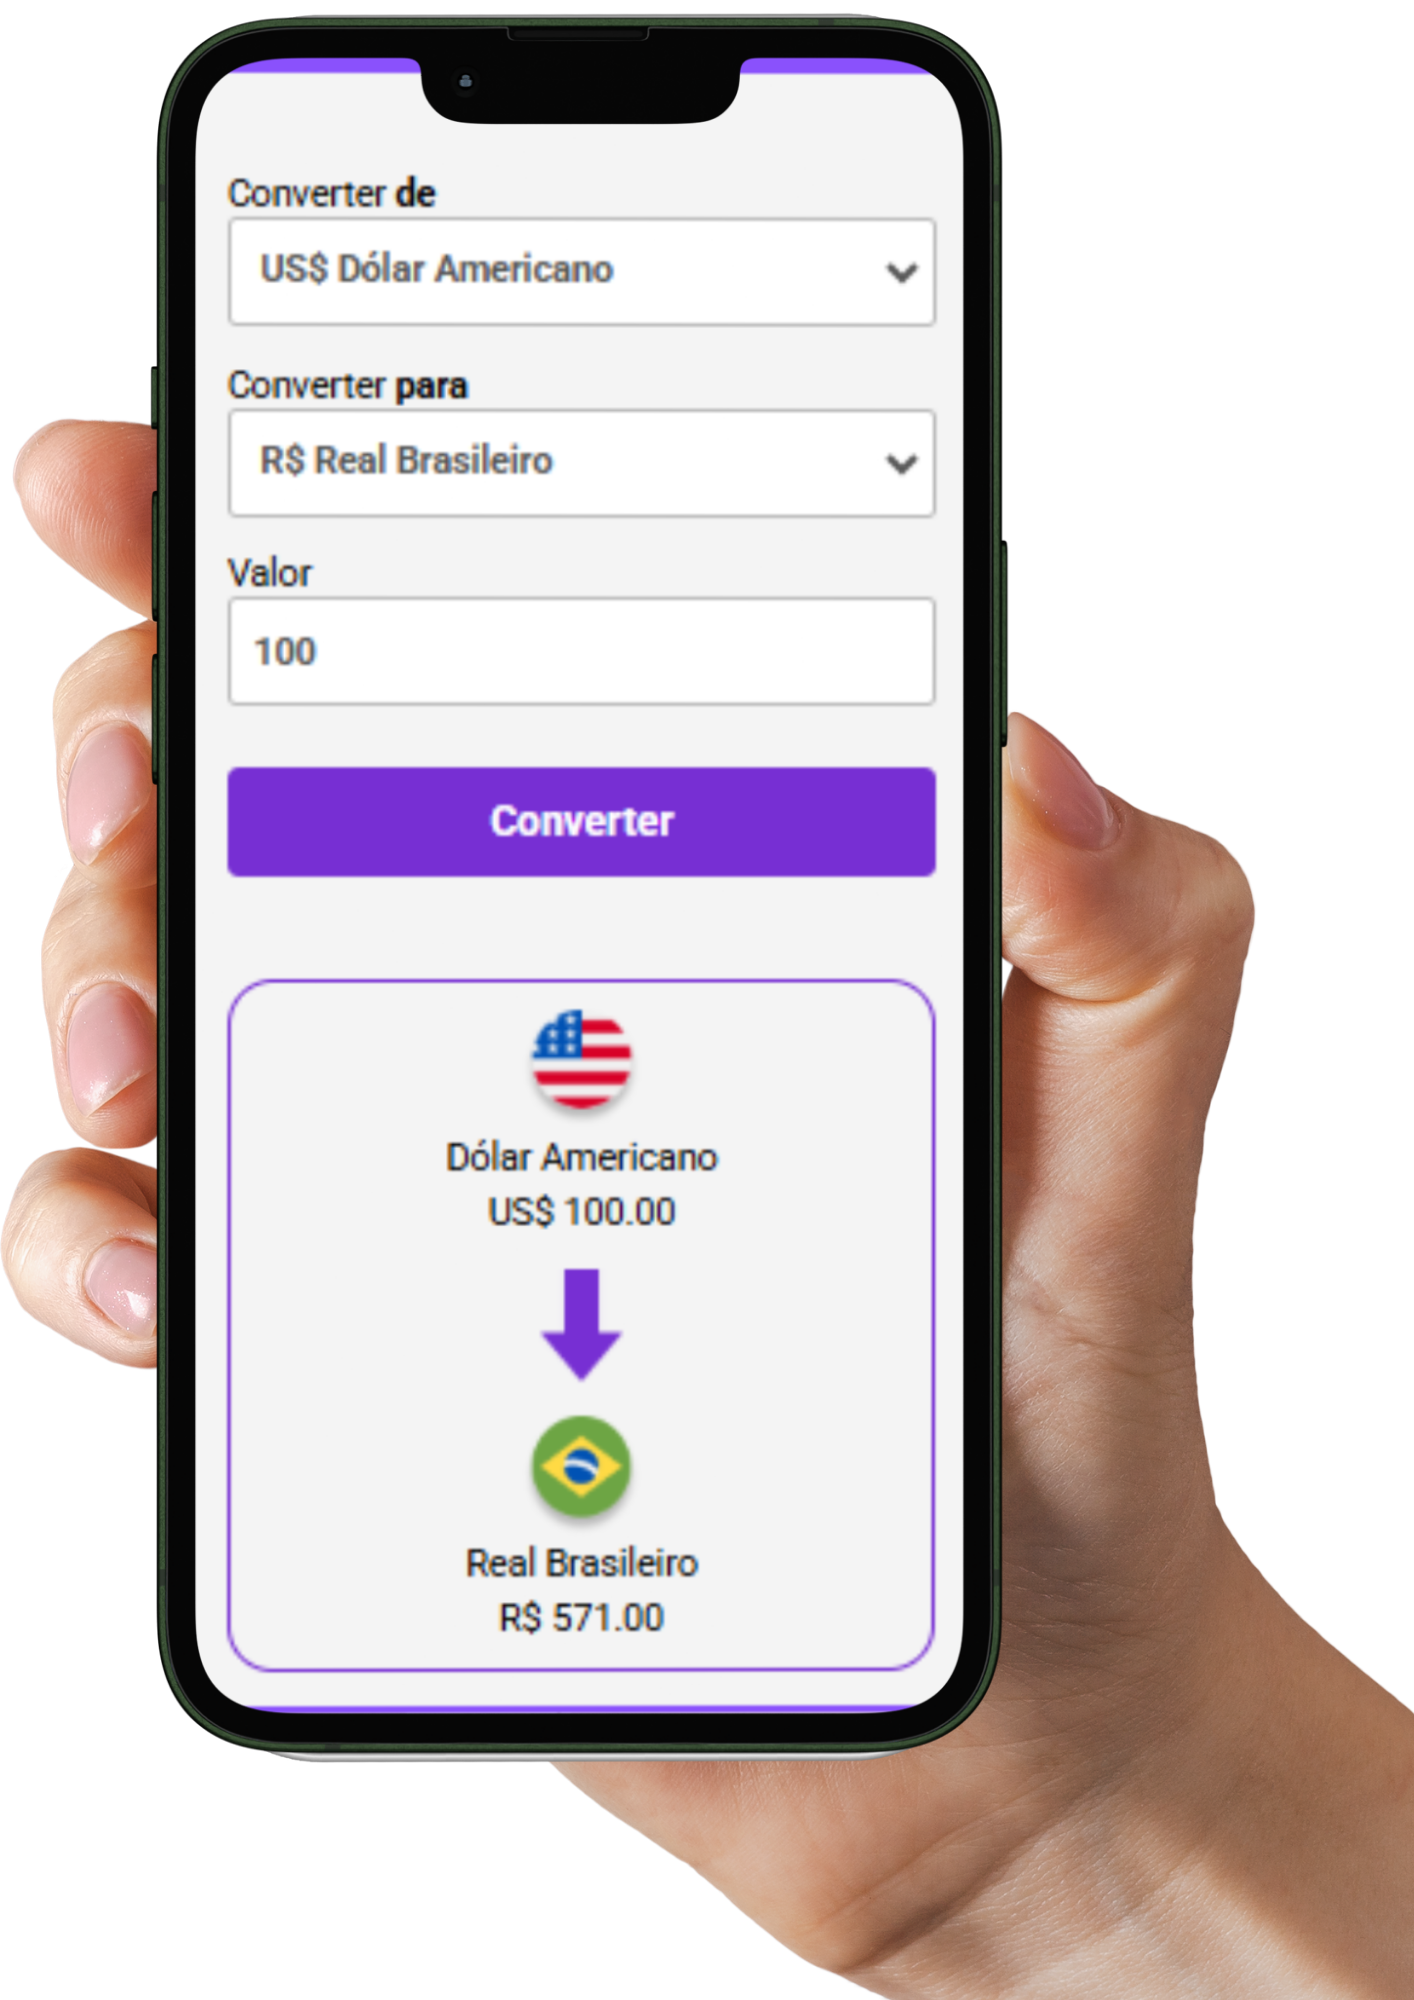 Converter de
US$ Dólar Americano
Converter para
R$ Real Brasileiro
Valor
100
Converter
Dólar Americano
US$ 100.00
Real Brasileiro
R$ 571.00